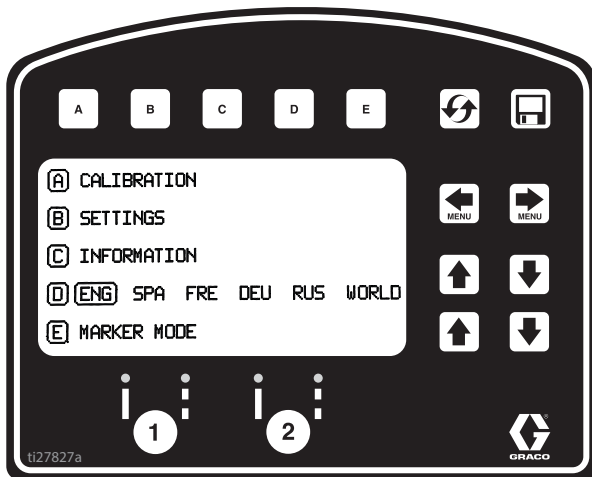 A B C D E
A CALIBRATION
B SETTINGS
C INFORMATION
D ENG SPA FRE DEU RUS WORLD
E MARKER MODE
MENU MENU
1 2
ti27827a
GRACO